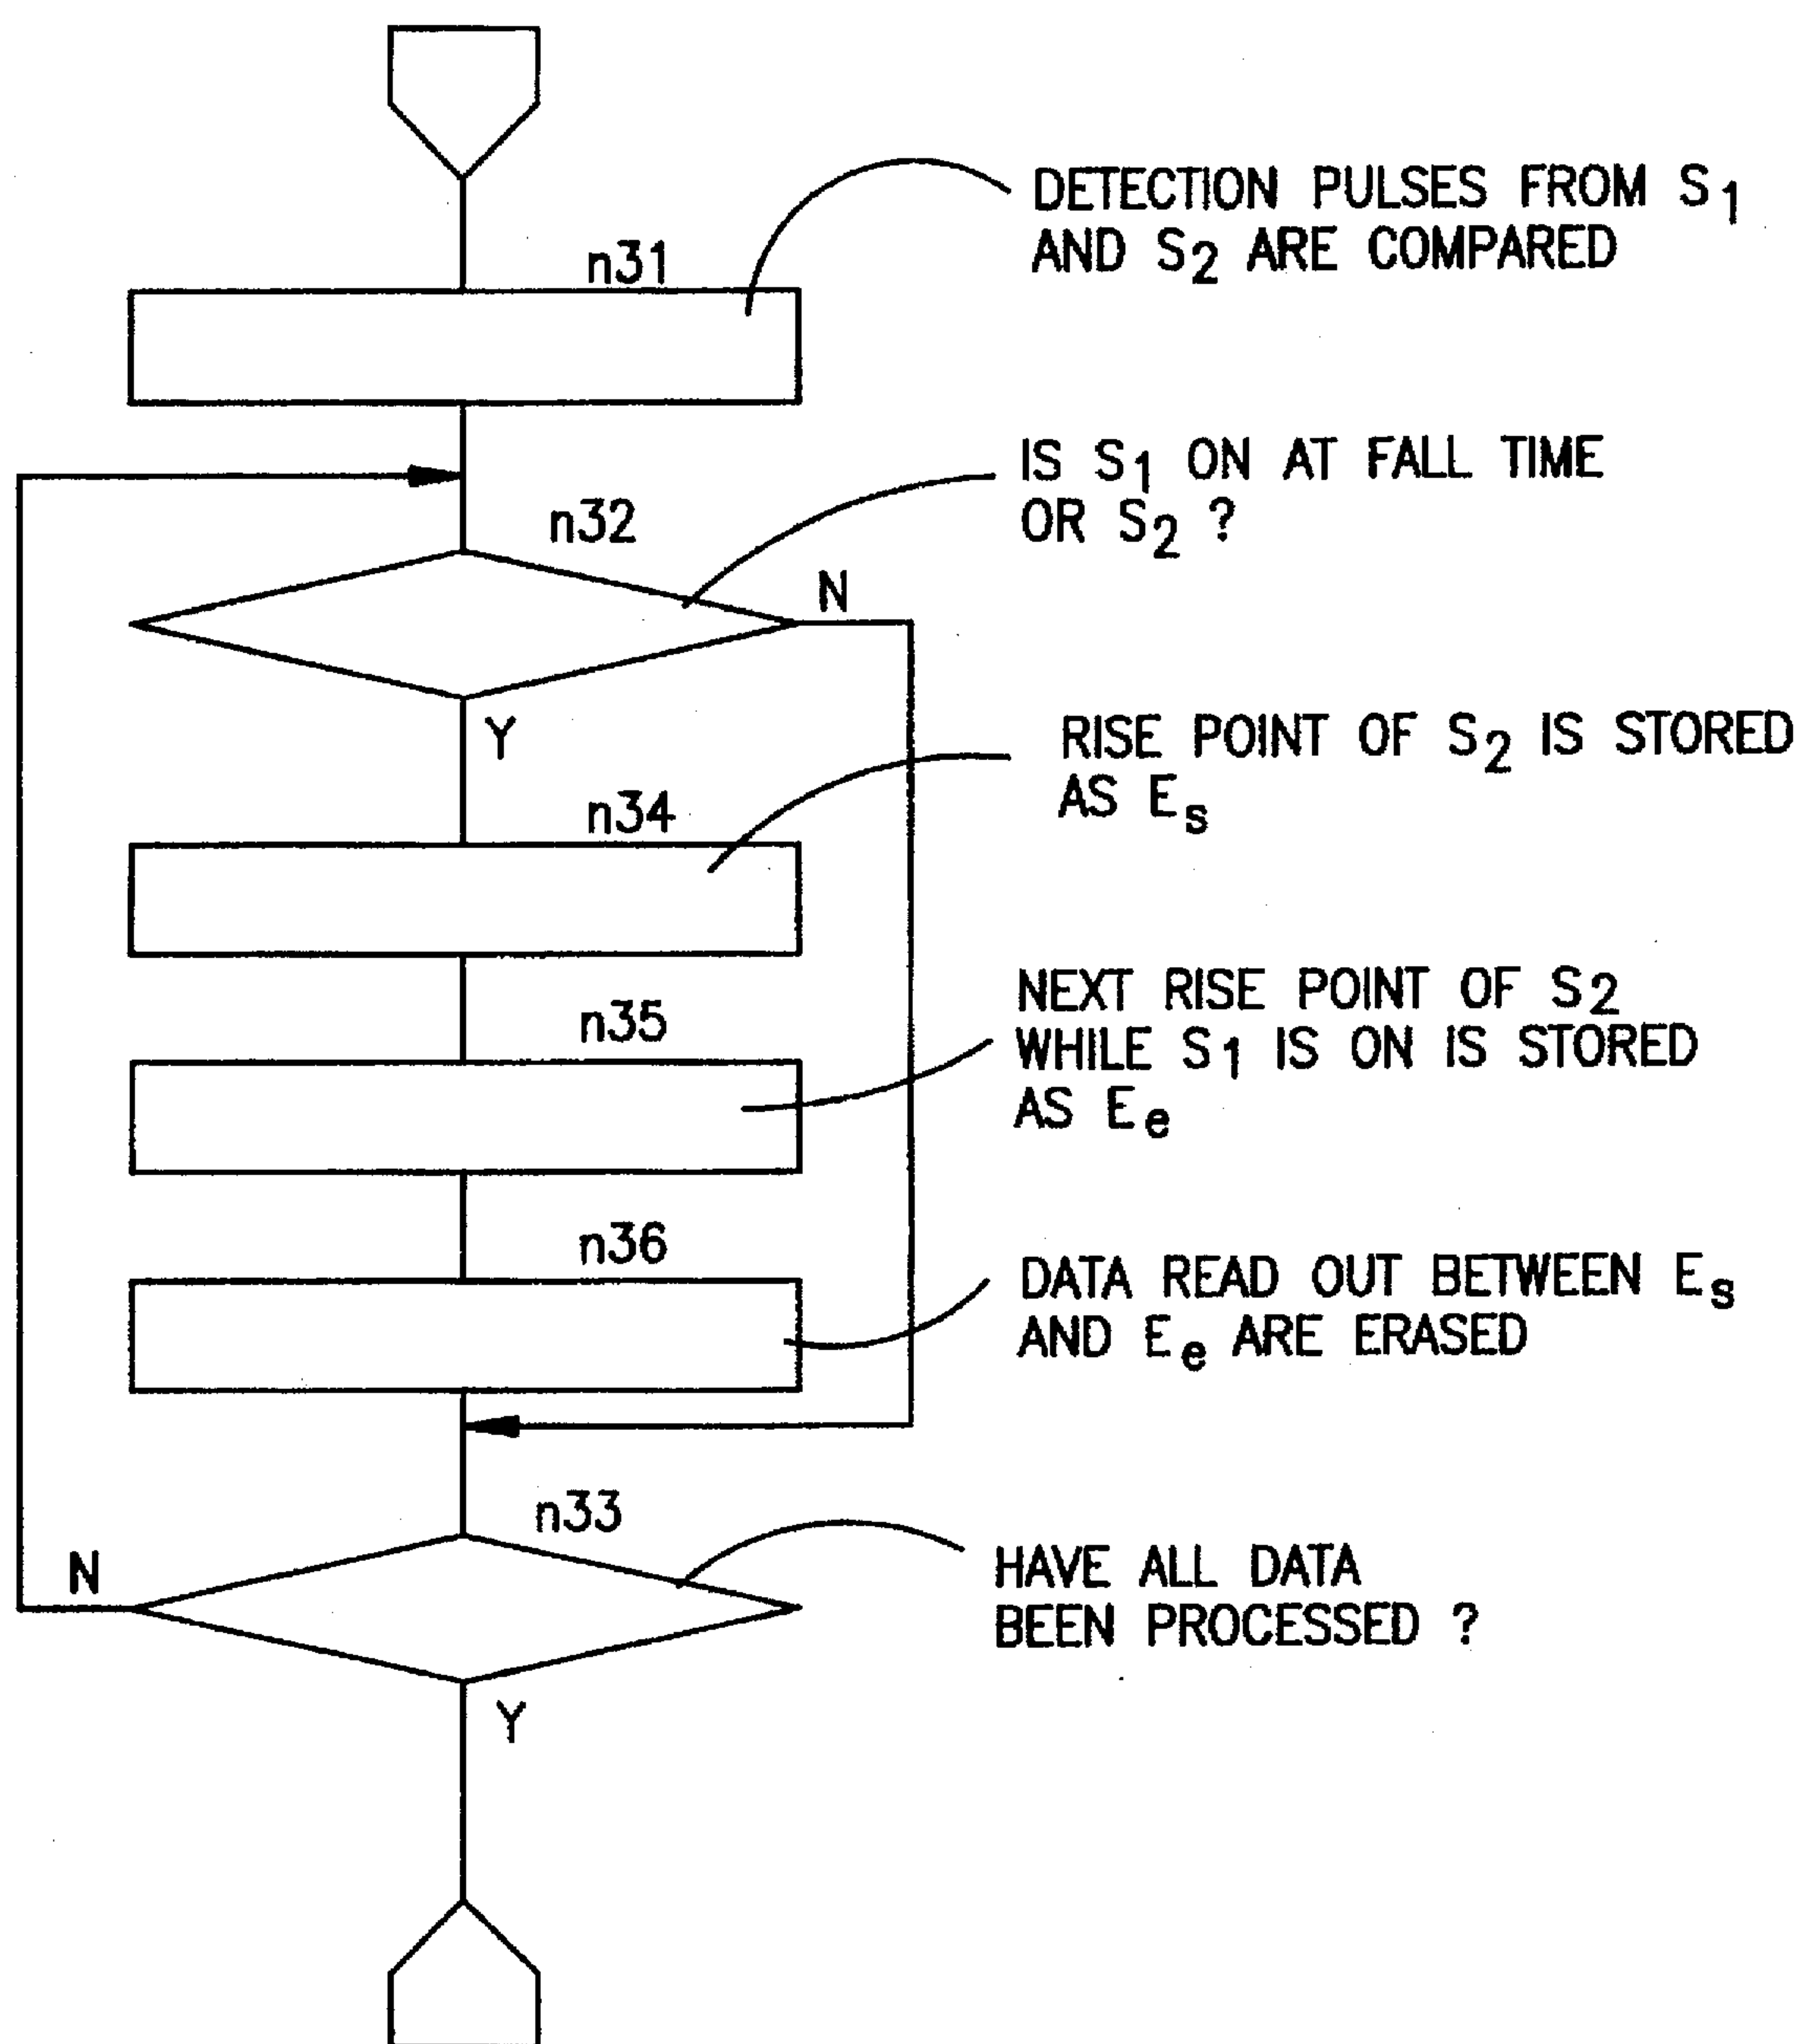 n31
DETECTION PULSES FROM S1
AND S2 ARE COMPARED
n32
IS S1 ON AT FALL TIME
OR S2 ?
N
Y
RISE POINT OF S2 IS STORED
AS Es
n34
NEXT RISE POINT OF S2
WHILE S1 IS ON IS STORED
AS Ee
n35
n36
DATA READ OUT BETWEEN Es
AND Ee ARE ERASED
n33
HAVE ALL DATA
BEEN PROCESSED ?
N
Y